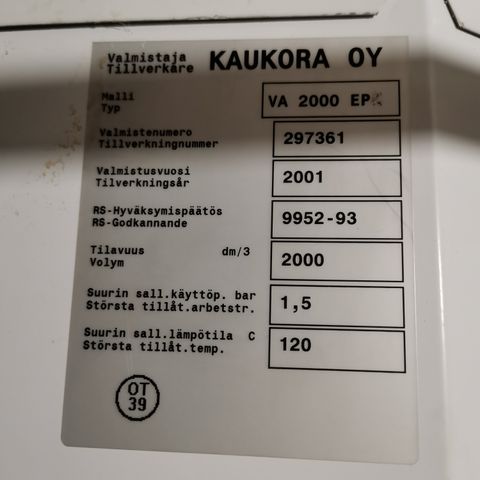 Valmistaja KAUKORA OY
Tillverkare
Malli VA 2000 EP
Typ
Valmistenumero 297361
Tillverkningnummer
Valmistusvuosi 2001
Tilverkningsår
RS-Hyväksymispäätös 9952-93
RS-Godkannande
Tilavuus dm/3 2000
Volym
Suurin sall.käyttöp. bar 1,5
Största tillåt.arbetstr.
Suurin sall.lämpötila C 120
Största tillåt.temp.
OT
39